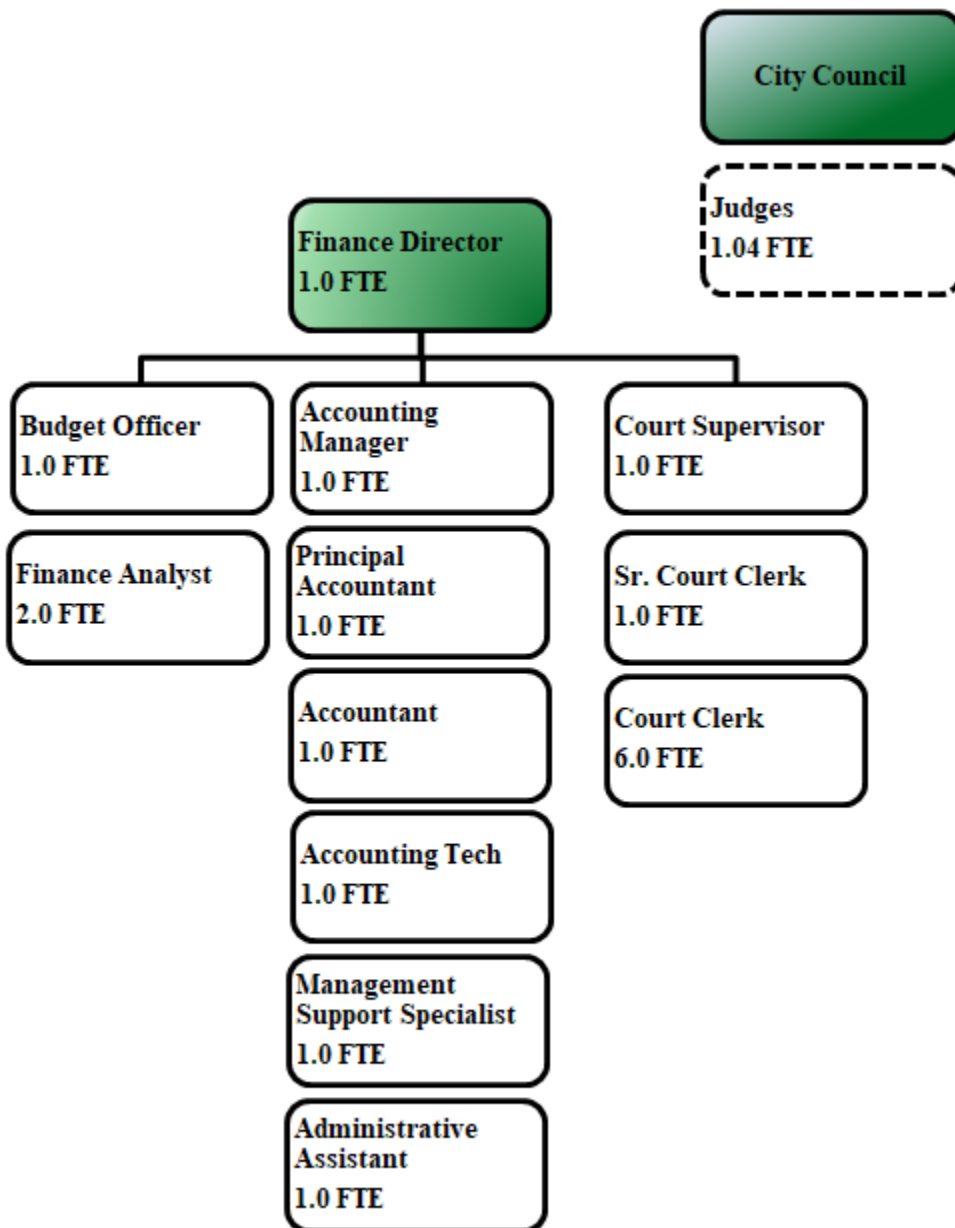 City Council
Judges
1.04 FTE
Finance Director
1.0 FTE
Budget Officer
1.0 FTE
Accounting
Manager
1.0 FTE
Court Supervisor
1.0 FTE
Finance Analyst
2.0 FTE
Principal
Accountant
1.0 FTE
Sr. Court Clerk
1.0 FTE
Accountant
1.0 FTE
Court Clerk
6.0 FTE
Accounting Tech
1.0 FTE
Management
Support Specialist
1.0 FTE
Administrative
Assistant
1.0 FTE